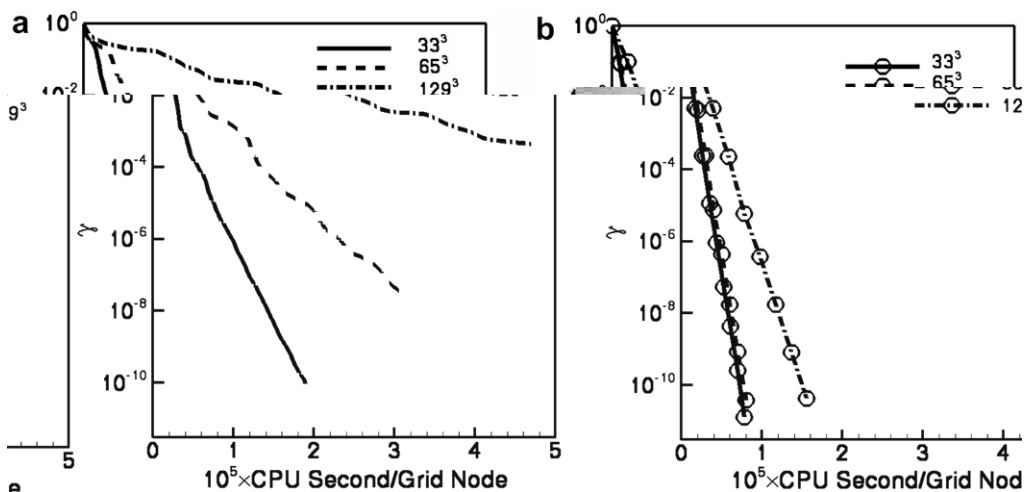 a
10⁰
33³
65³
129³
10⁻²
9³
10⁻⁴
10⁻⁶
γ
10⁻⁸
10⁻¹⁰
5
0 1 2 3 4 5
10⁵×CPU Second/Grid Node
e
b
10⁰
33³
65³
12
10⁻²
10⁻⁴
10⁻⁶
γ
10⁻⁸
10⁻¹⁰
0 1 2 3 4
10⁵×CPU Second/Grid Nod